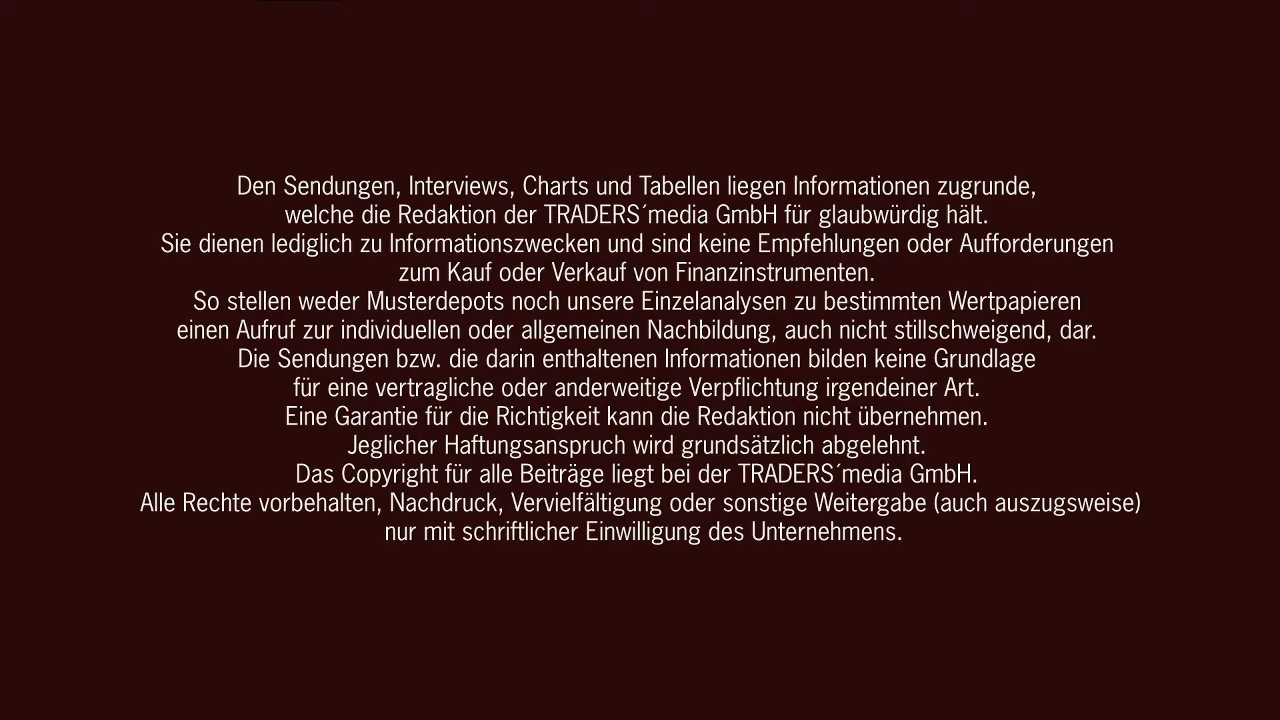 Den Sendungen, Interviews, Charts und Tabellen liegen Informationen zugrunde,
welche die Redaktion der TRADERS´media GmbH für glaubwürdig hält.
Sie dienen lediglich zu Informationszwecken und sind keine Empfehlungen oder Aufforderungen
zum Kauf oder Verkauf von Finanzinstrumenten.
So stellen weder Musterdepots noch unsere Einzelanalysen zu bestimmten Wertpapieren
einen Aufruf zur individuellen oder allgemeinen Nachbildung, auch nicht stillschweigend, dar.
Die Sendungen bzw. die darin enthaltenen Informationen bilden keine Grundlage
für eine vertragliche oder anderweitige Verpflichtung irgendeiner Art.
Eine Garantie für die Richtigkeit kann die Redaktion nicht übernehmen.
Jeglicher Haftungsanspruch wird grundsätzlich abgelehnt.
Das Copyright für alle Beiträge liegt bei der TRADERS´media GmbH.
Alle Rechte vorbehalten, Nachdruck, Vervielfältigung oder sonstige Weitergabe (auch auszugsweise)
nur mit schriftlicher Einwilligung des Unternehmens.